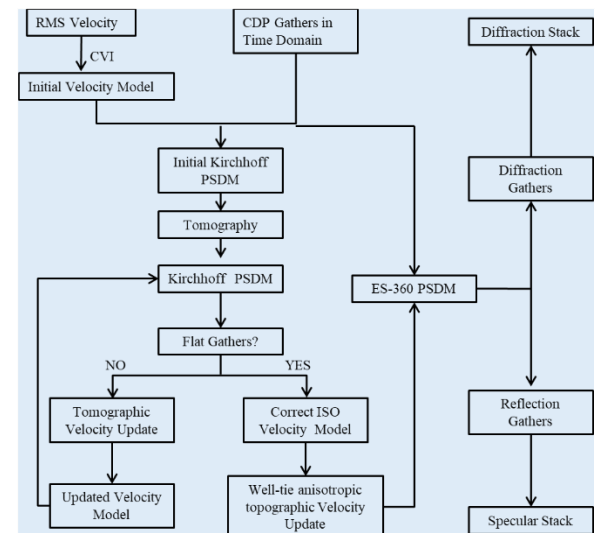 RMS Velocity
CDP Gathers in
Time Domain
Diffraction Stack
CVI
Initial Velocity Model
Initial Kirchhoff
PSDM
Diffraction
Gathers
Tomography
Kirchhoff PSDM
ES-360 PSDM
Flat Gathers?
NO
YES
Tomographic
Velocity Update
Correct ISO
Velocity Model
Reflection
Gathers
Updated Velocity
Model
Well-tie anisotropic
topographic Velocity
Update
Specular Stack